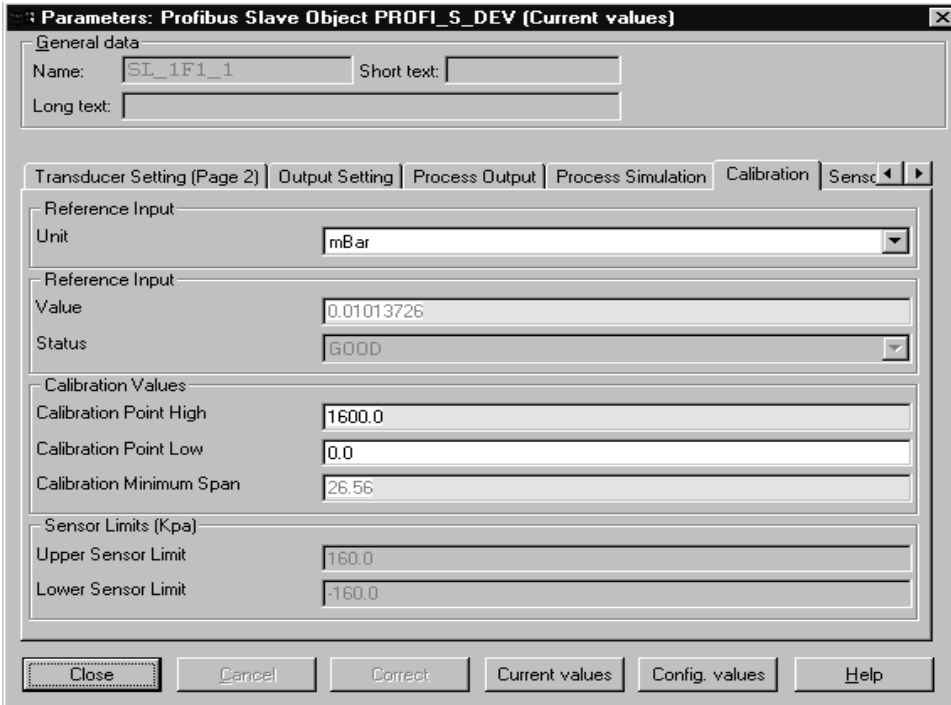 Parameters: Profibus Slave Object PROFI_S_DEV (Current values)
General data
Name: SL_1F1_1 Short text:
Long text:
Transducer Setting (Page 2) Output Setting Process Output Process Simulation Calibration Senso
Reference Input
Unit mBar
Reference Input
Value 0.01013726
Status GOOD
Calibration Values
Calibration Point High 1600.0
Calibration Point Low 0.0
Calibration Minimum Span 26.56
Sensor Limits (Kpa)
Upper Sensor Limit 160.0
Lower Sensor Limit -160.0
Close Cancel Correct Current values Config. values Help